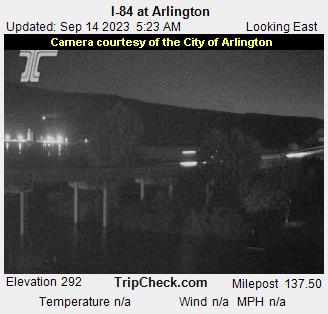 I-84 at Arlington
Updated: Sep 14 2023 5:23 AM Looking East
Camera courtesy of the City of Arlington
Elevation 292 TripCheck.com Milepost 137.50
Temperature n/a Wind n/a MPH n/a